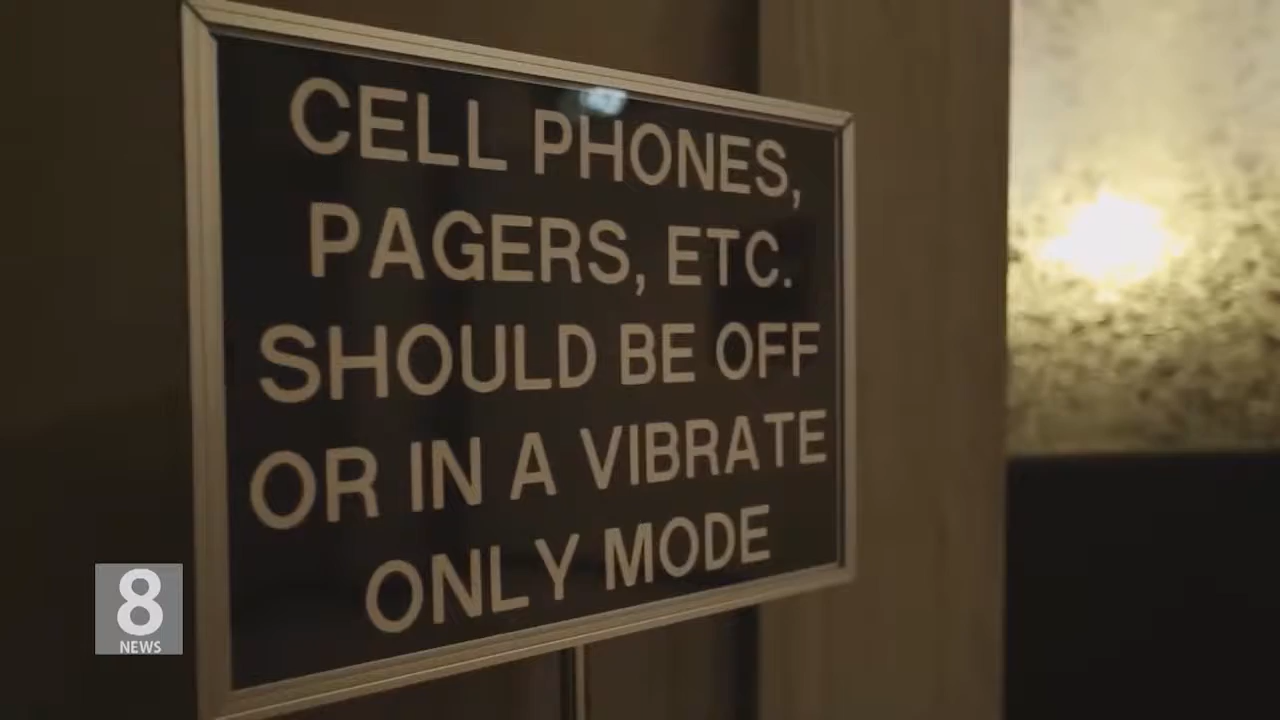 CELL PHONES,
PAGERS, ETC.
SHOULD BE OFF
OR IN A VIBRATE
ONLY MODE
8
NEWS